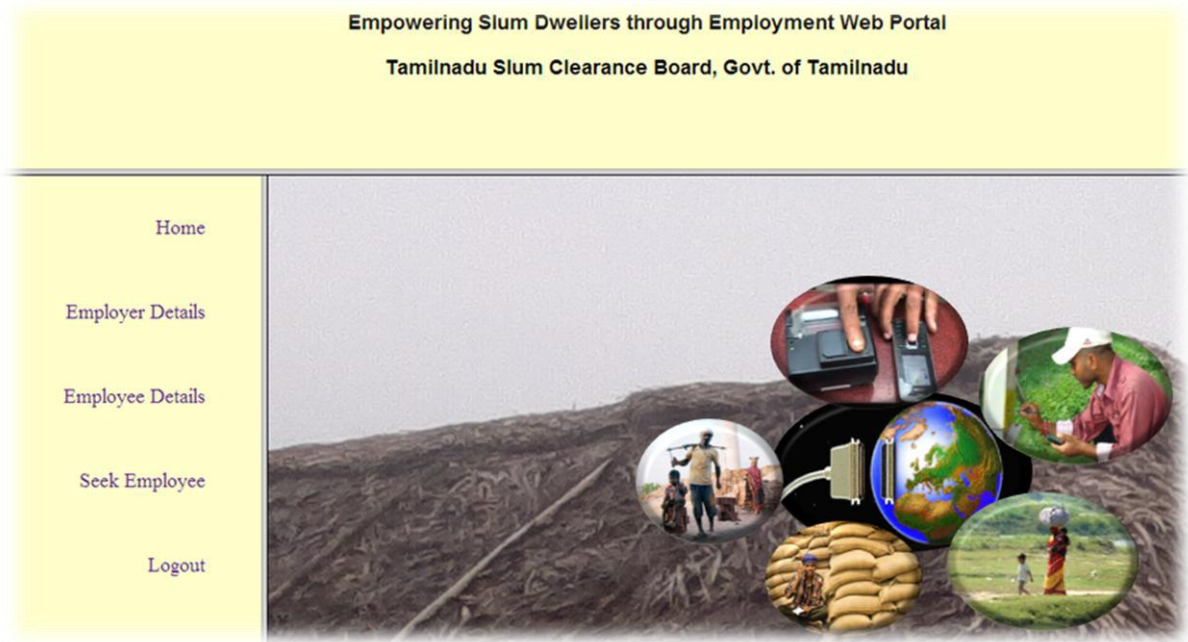 Empowering Slum Dwellers through Employment Web Portal
Tamilnadu Slum Clearance Board, Govt. of Tamilnadu
Home
Employer Details
Employee Details
Seek Employee
Logout